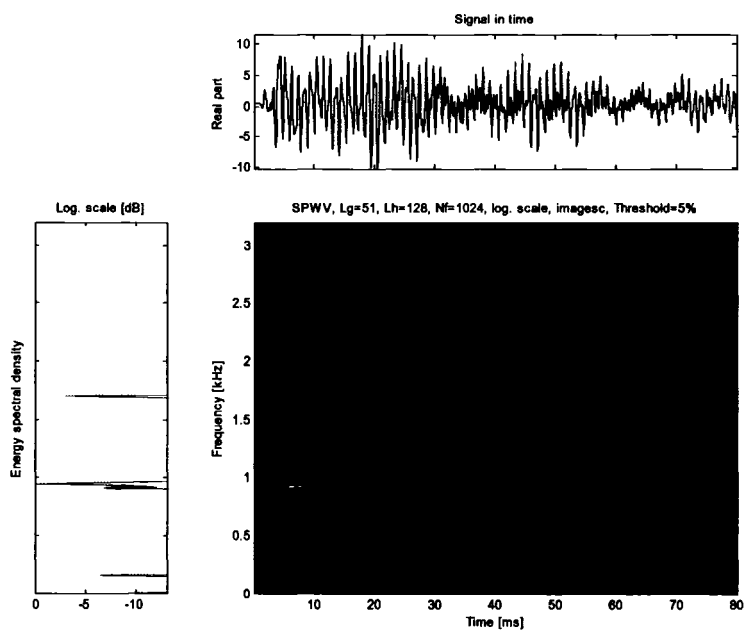 Signal in time
Real part
10
5
0
-5
-10
Log. scale [dB]
SPWV, Lg=51, Lh=128, Nf=1024, log. scale, imagesc, Threshold=5%
Energy spectral density
Frequency [kHz]
3
2.5
2
1.5
1
0.5
0
0 -5 -10
10 20 30 40 50 60 70 80
Time [ms]